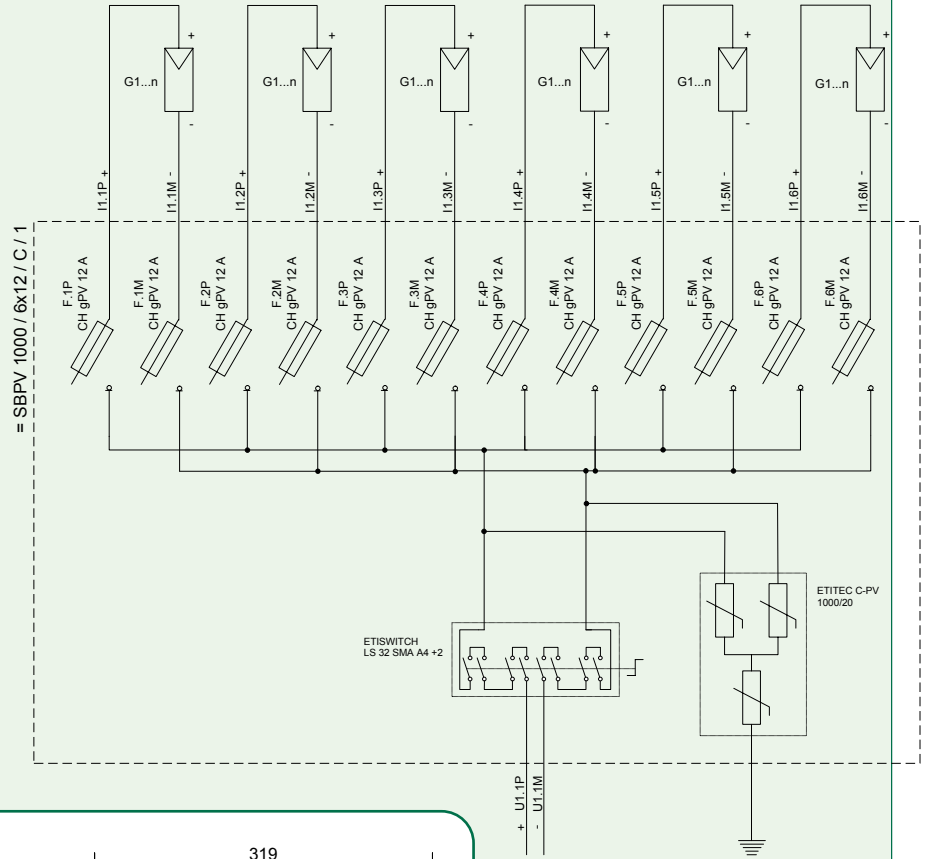 + + + + + +
G1...n G1...n G1...n G1...n G1...n G1...n
- - - - - -
I1.1P +
I1.1M -
I1.2P +
I1.2M -
I1.3P +
I1.3M -
I1.4P +
I1.4M -
I1.5P +
I1.5M -
I1.6P +
I1.6M -
= SBPV 1000 / 6x12 / C / 1
F.1P
CH gPV 12 A
F.1M
CH gPV 12 A
F.2P
CH gPV 12 A
F.2M
CH gPV 12 A
F.3P
CH gPV 12 A
F.3M
CH gPV 12 A
F.4P
CH gPV 12 A
F.4M
CH gPV 12 A
F.5P
CH gPV 12 A
F.5M
CH gPV 12 A
F.6P
CH gPV 12 A
F.6M
CH gPV 12 A
ETITEC C-PV
1000/20
ETISWITCH
LS 32 SMA A4 +2
+ U1.1P
- U1.1M
319